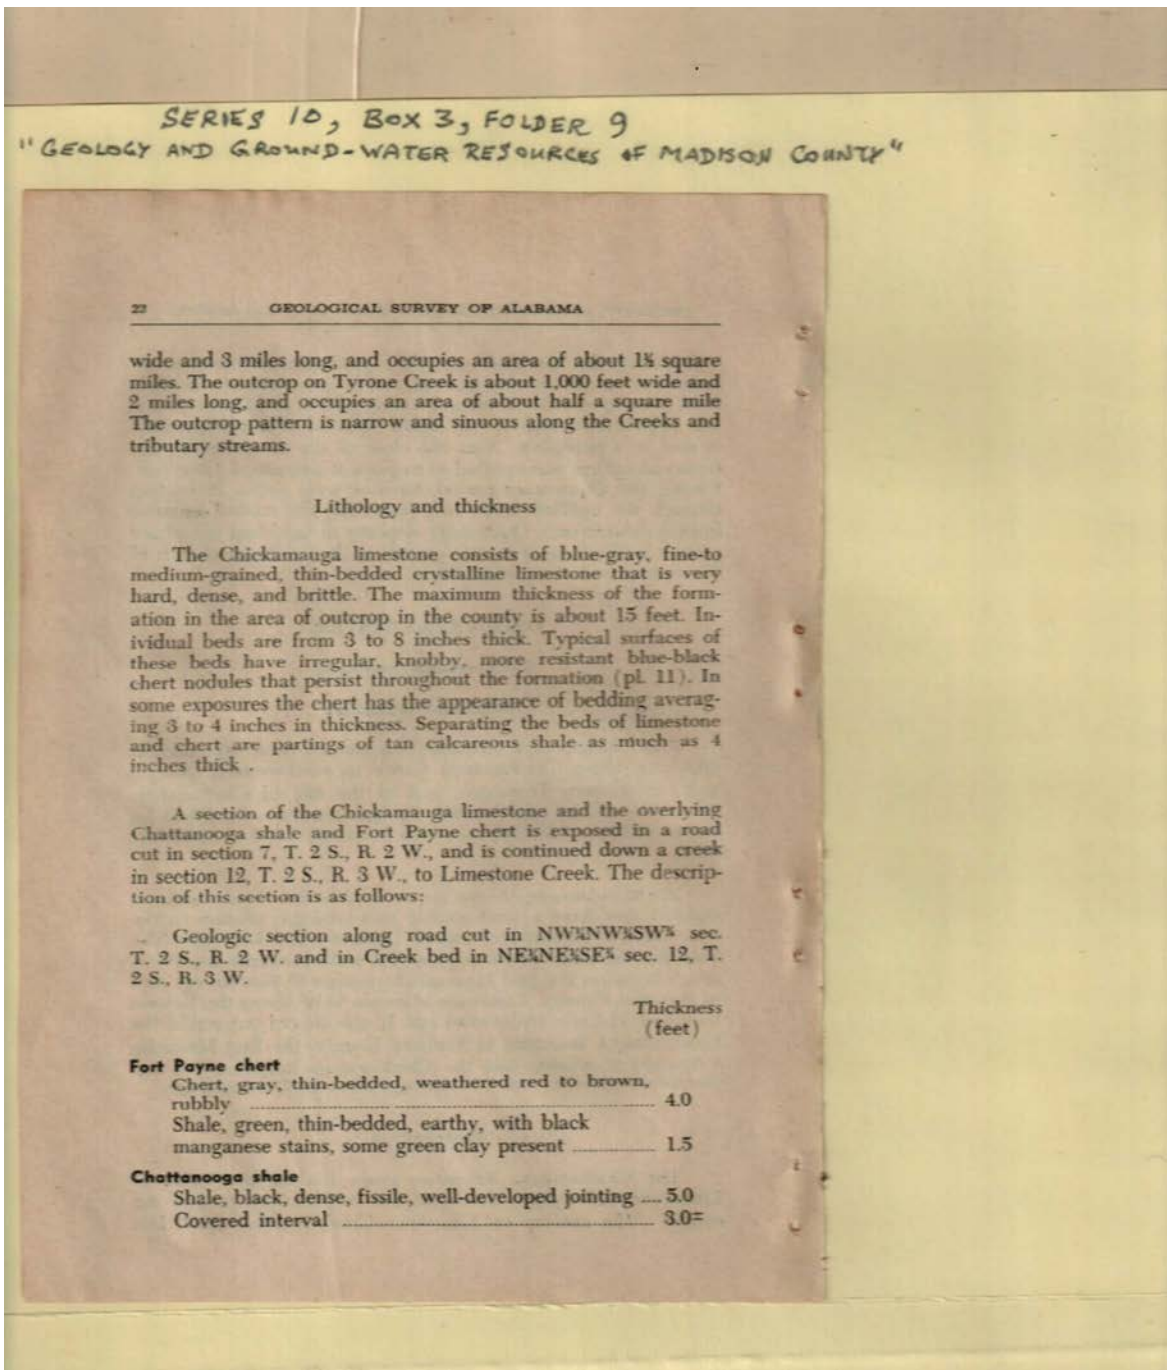 SERIES 10, BOX 3, FOLDER 9
"GEOLOGY AND GROUND-WATER RESOURCES OF MADISON COUNTY"
22 GEOLOGICAL SURVEY OF ALABAMA
wide and 3 miles long, and occupies an area of about 1¾ square
miles. The outcrop on Tyrone Creek is about 1,000 feet wide and
2 miles long, and occupies an area of about half a square mile
The outcrop pattern is narrow and sinuous along the Creeks and
tributary streams.
Lithology and thickness
The Chickamauga limestone consists of blue-gray, fine-to
medium-grained, thin-bedded crystalline limestone that is very
hard, dense, and brittle. The maximum thickness of the form-
ation in the area of outcrop in the county is about 15 feet. In-
ividual beds are from 3 to 8 inches thick. Typical surfaces of
these beds have irregular, knobby, more resistant blue-black
chert nodules that persist throughout the formation (pl. 11). In
some exposures the chert has the appearance of bedding averag-
ing 3 to 4 inches in thickness. Separating the beds of limestone
and chert are partings of tan calcareous shale as much as 4
inches thick .
A section of the Chickamauga limestone and the overlying
Chattanooga shale and Fort Payne chert is exposed in a road
cut in section 7, T. 2 S., R. 2 W., and is continued down a creek
in section 12, T. 2 S., R. 3 W., to Limestone Creek. The descrip-
tion of this section is as follows:
Geologic section along road cut in NW¼NW¼SW¼ sec.
T. 2 S., R. 2 W. and in Creek bed in NE¼NE¼SE¼ sec. 12, T.
2 S., R. 3 W.
Thickness
(feet)
Fort Payne chert
Chert, gray, thin-bedded, weathered red to brown,
rubbly ........ 4.0
Shale, green, thin-bedded, earthy, with black
manganese stains, some green clay present ........ 1.5
Chattanooga shale
Shale, black, dense, fissile, well-developed jointing .... 5.0
Covered interval ........ 3.0=